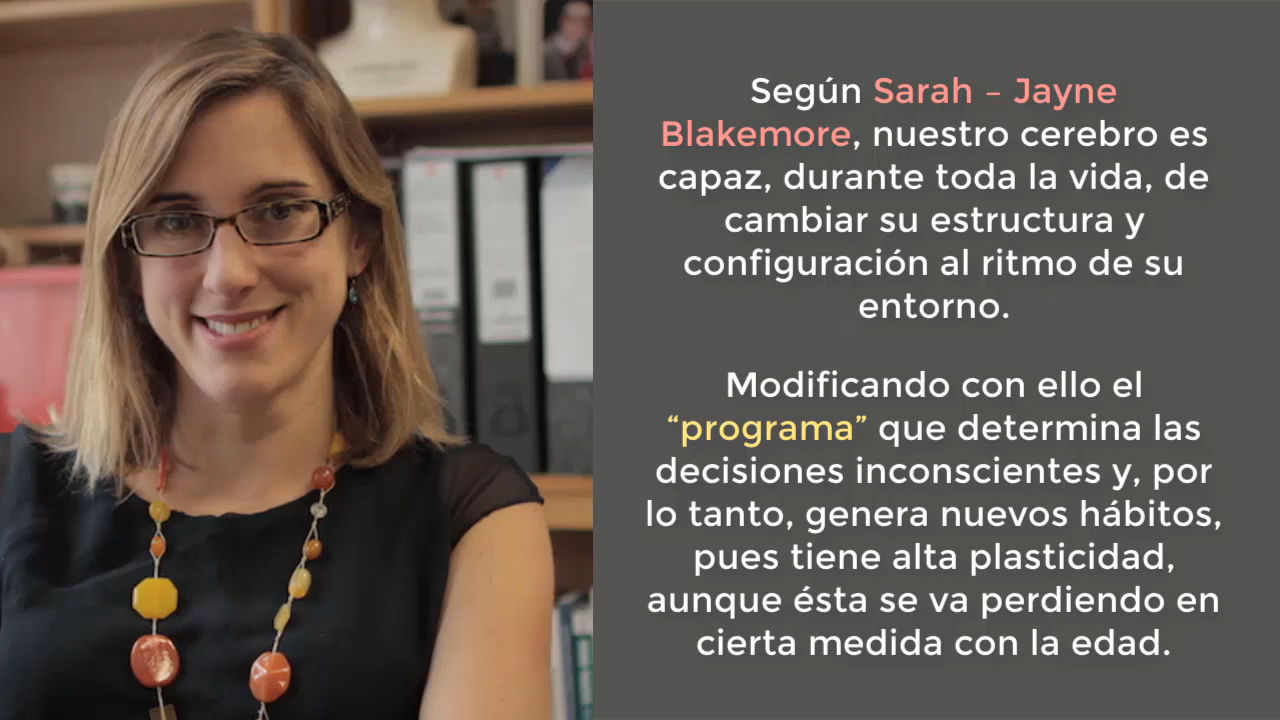 Según Sarah – Jayne
Blakemore, nuestro cerebro es
capaz, durante toda la vida, de
cambiar su estructura y
configuración al ritmo de su
entorno.
Modificando con ello el
“programa” que determina las
decisiones inconscientes y, por
lo tanto, genera nuevos hábitos,
pues tiene alta plasticidad,
aunque ésta se va perdiendo en
cierta medida con la edad.